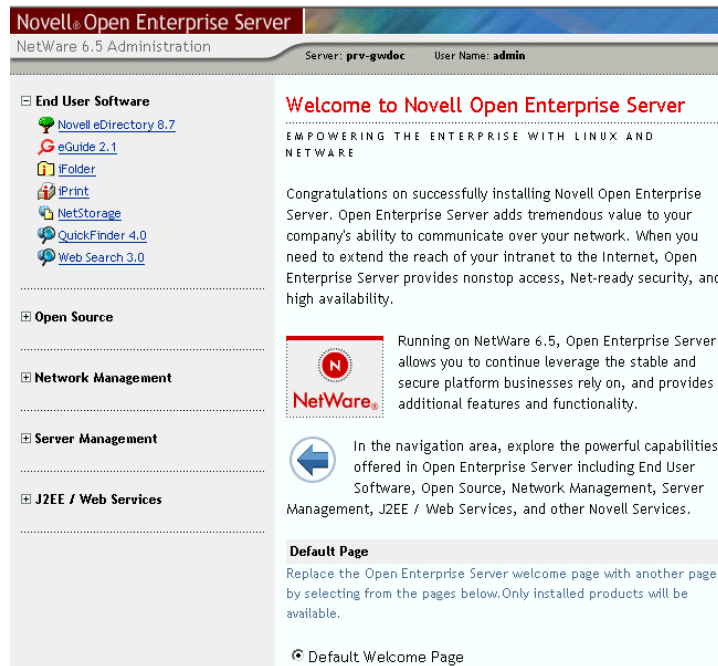 Novell® Open Enterprise Server
NetWare 6.5 Administration
Server: prv-gwdoc User Name: admin
End User Software
Novell eDirectory 8.7
eGuide 2.1
iFolder
iPrint
NetStorage
QuickFinder 4.0
Web Search 3.0
Open Source
Network Management
Server Management
J2EE / Web Services
Welcome to Novell Open Enterprise Server
EMPOWERING THE ENTERPRISE WITH LINUX AND
NETWARE
Congratulations on successfully installing Novell Open Enterprise
Server. Open Enterprise Server adds tremendous value to your
company's ability to communicate over your network. When you
need to extend the reach of your intranet to the Internet, Open
Enterprise Server provides nonstop access, Net-ready security, and
high availability.
N
NetWare®
Running on NetWare 6.5, Open Enterprise Server
allows you to continue leverage the stable and
secure platform businesses rely on, and provides
additional features and functionality.
In the navigation area, explore the powerful capabilities
offered in Open Enterprise Server including End User
Software, Open Source, Network Management, Server
Management, J2EE / Web Services, and other Novell Services.
Default Page
Replace the Open Enterprise Server welcome page with another page
by selecting from the pages below.Only installed products will be
available.
Default Welcome Page